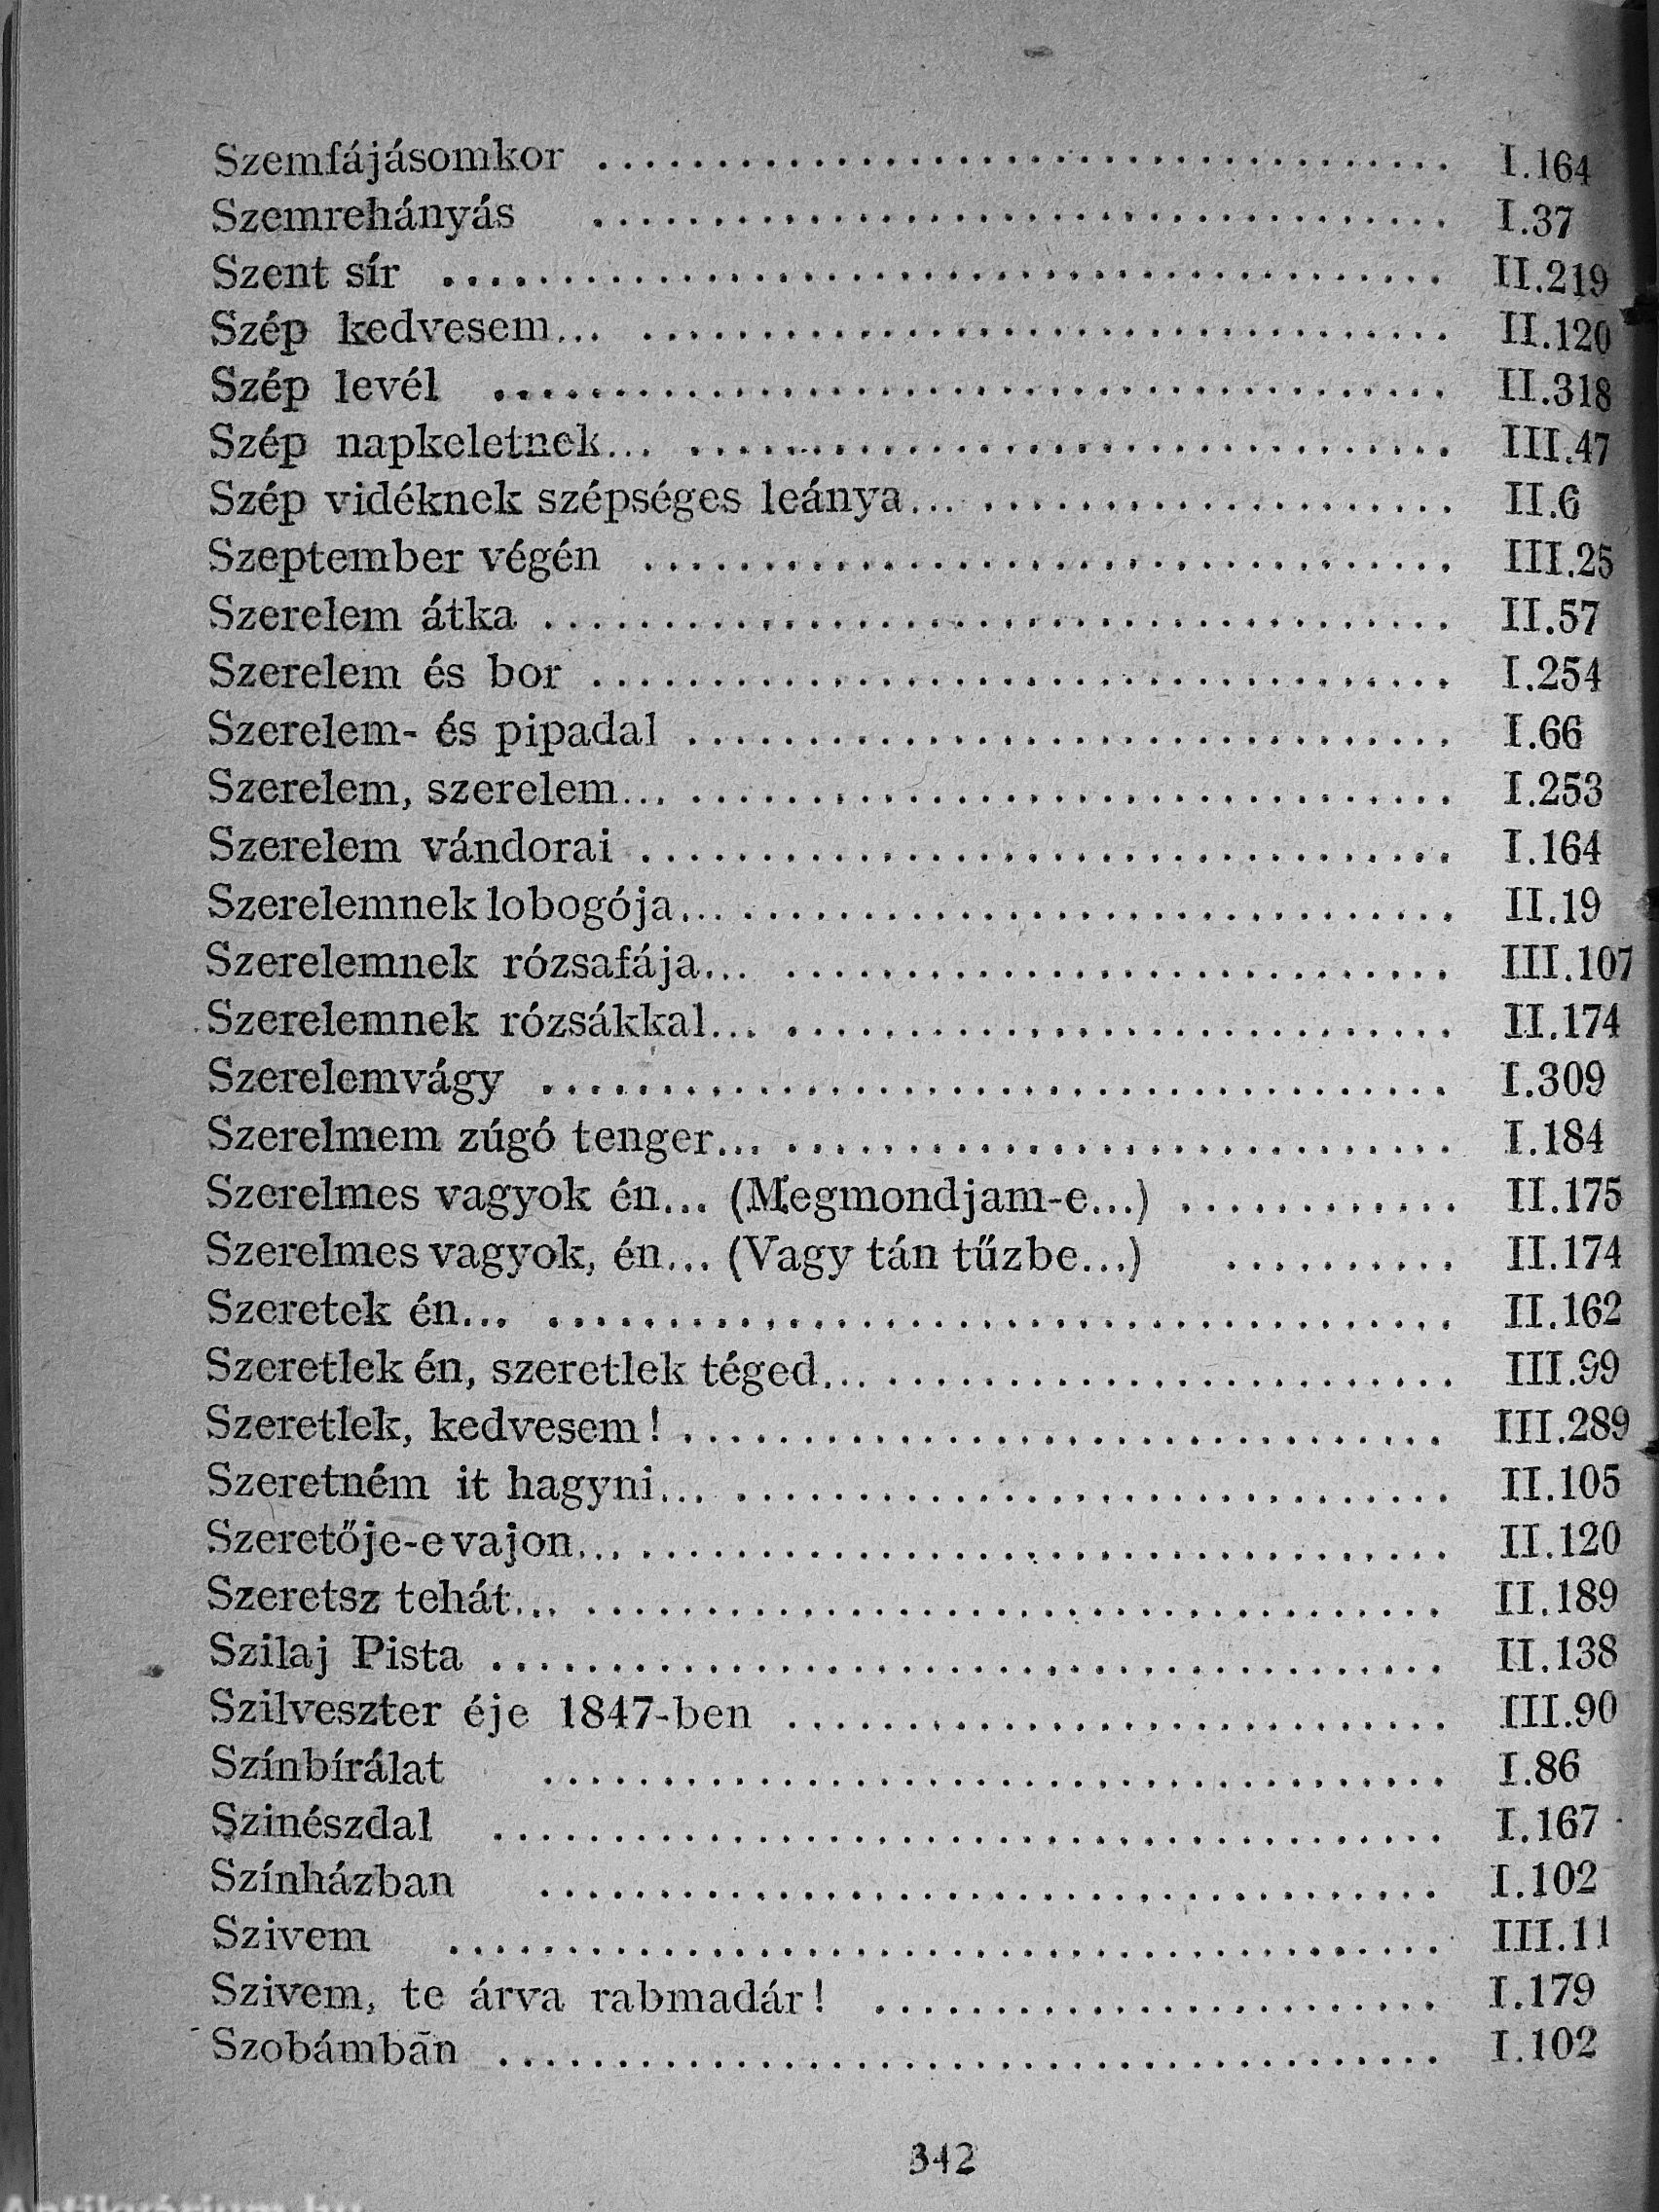 Szemfájásomkor ................................... I.164
Szemrehányás ................................... I.37
Szent sír ......................................... II.219
Szép kedvesem... .................................. II.120
Szép levél ....................................... II.318
Szép napkeletnek... ................................ III.47
Szép vidéknek szépséges leánya... .................... II.6
Szeptember végén .................................. III.25
Szerelem átka ...................................... II.57
Szerelem és bor .................................... I.254
Szerelem- és pipadal ................................ I.66
Szerelem, szerelem... ................................ I.253
Szerelem vándorai .................................. I.164
Szerelemnek lobogója... .............................. II.19
Szerelemnek rózsafája... ............................ III.107
Szerelemnek rózsákkal... ............................ II.174
Szerelemvágy ...................................... I.309
Szerelmem zúgó tenger... ............................ I.184
Szerelmes vagyok én... (Megmondjam-e...) ............ II.175
Szerelmes vagyok, én... (Vagy tán tűzbe...) .......... II.174
Szeretek én... ...................................... II.162
Szeretlek én, szeretlek téged... ........................ III.99
Szeretlek, kedvesem! ................................ III.289
Szeretném it hagyni... .............................. II.105
Szeretője-e vajon... .................................. II.120
Szeretsz tehát... .................................... II.189
Szilaj Pista ........................................ II.138
Szilveszter éje 1847-ben ............................ III.90
Színbírálat ...................................... I.86
Szinészdal ........................................ I.167
Színházban ...................................... I.102
Szivem .......................................... III.11
Szivem, te árva rabmadár! ........................ I.179
Szobámban ........................................ I.102
342